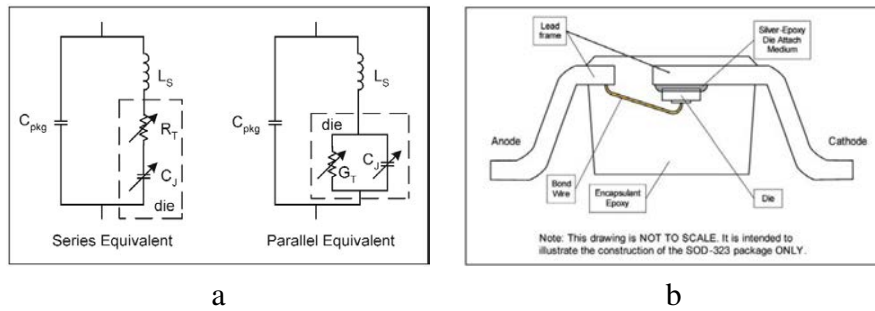 L_S
C_pkg
R_T
C_J
die
Series Equivalent
L_S
C_pkg
die
G_T
C_J
Parallel Equivalent
a
Lead
frame
Silver-Epoxy
Die Attach
Medium
Anode
Cathode
Bond
Wire
Encapsulant
Epoxy
Die
Note: This drawing is NOT TO SCALE. It is intended to
illustrate the construction of the SOD-323 package ONLY.
b